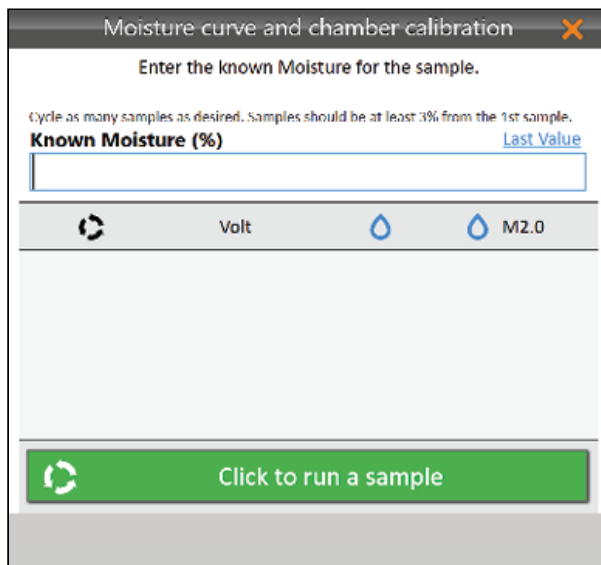 Moisture curve and chamber calibration
Enter the known Moisture for the sample.
Cycle as many samples as desired. Samples should be at least 3% from the 1st sample.
Known Moisture (%) Last Value
Volt M2.0
Click to run a sample